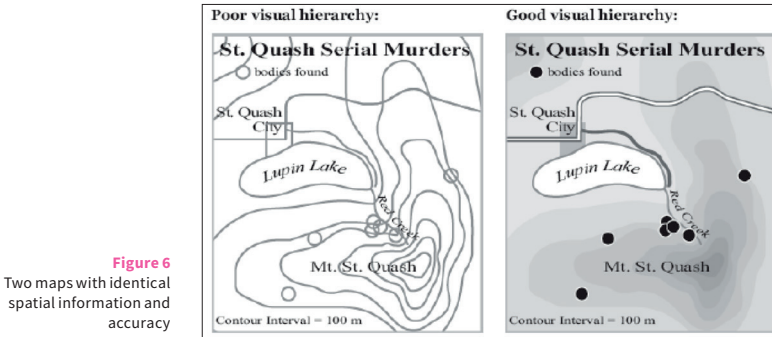 Figure 6
Two maps with identical
spatial information and
accuracy
Poor visual hierarchy:
St. Quash Serial Murders
bodies found
St. Quash
City
Lupin Lake
Red Creek
Mt. St. Quash
Contour Interval = 100 m
Good visual hierarchy:
St. Quash Serial Murders
bodies found
St. Quash
City
Lupin Lake
Red Creek
Mt. St. Quash
Contour Interval = 100 m